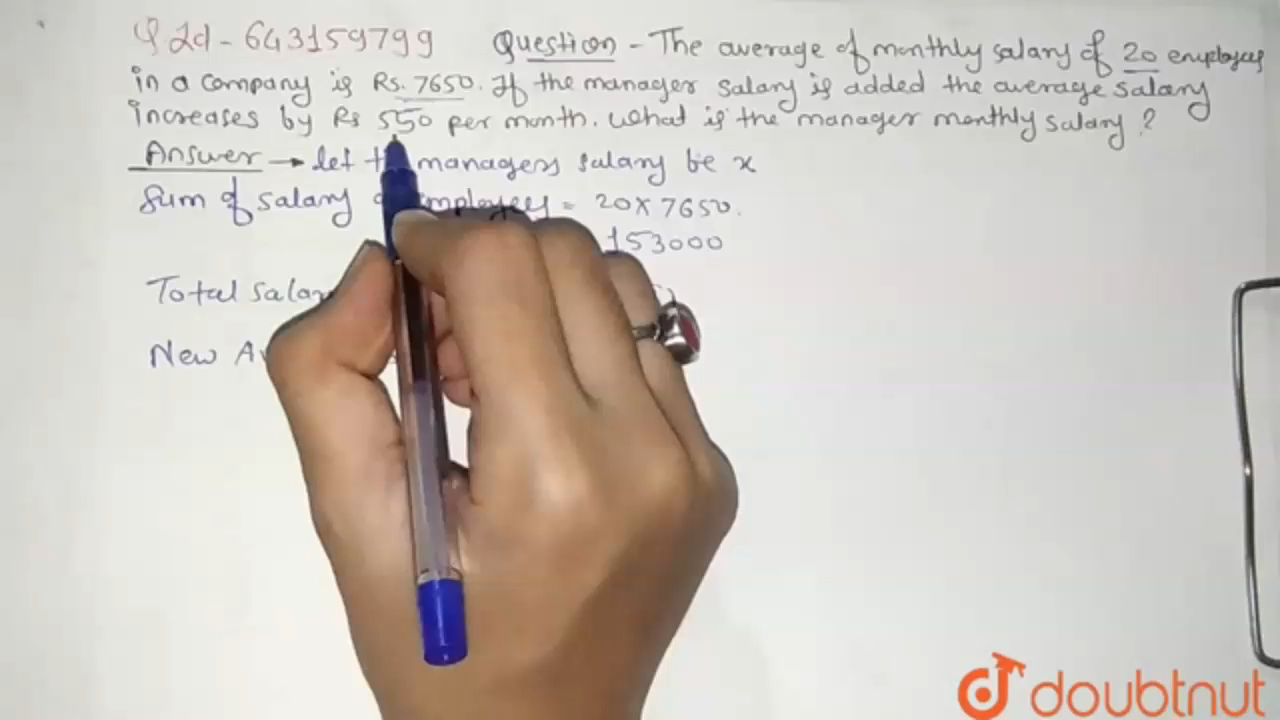 Q Id - 643159799 Question - The average of monthly salary of 20 employees
in a company is Rs. 7650. If the manager salary is added the average salary
increases by Rs 550 per month. What is the manager monthly salary ?
Answer → let managers salary be x
Sum of salary employees = 20 X 7650.
153000
Total
New
doubtnut